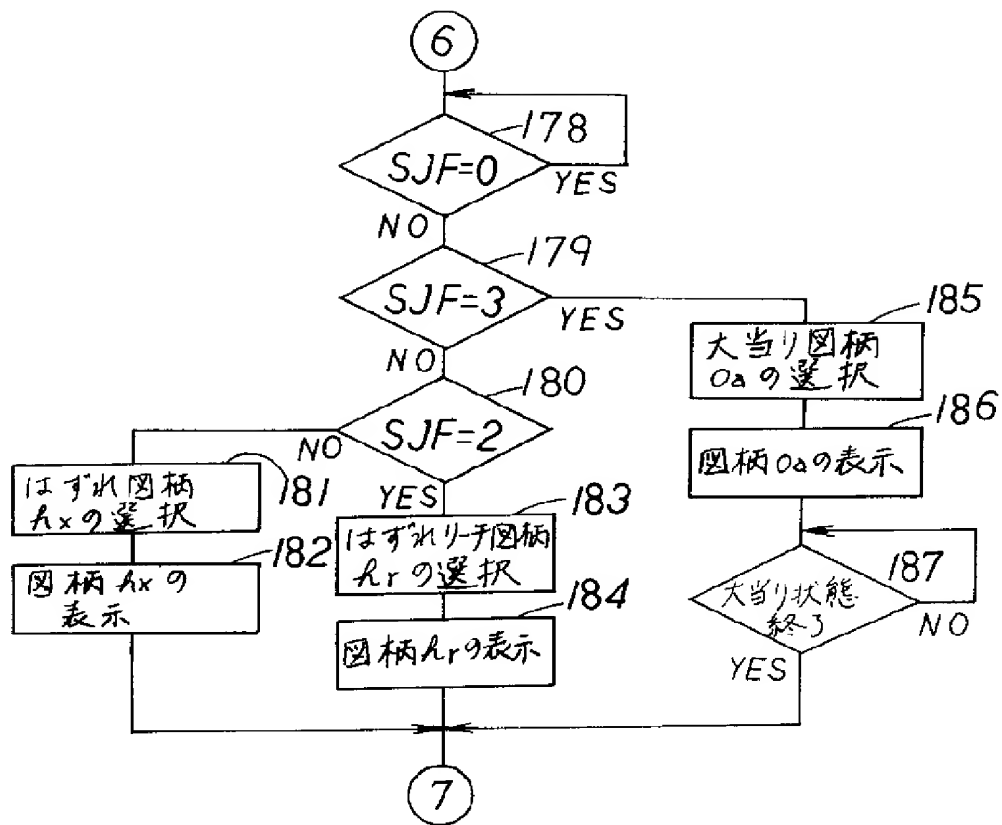 6
178
SJF=0
YES
NO
179
SJF=3
YES
NO
180
SJF=2
NO
YES
181
はずれ図柄
hxの選択
182
図柄hxの
表示
183
はずれリーチ図柄
hrの選択
184
図柄hrの表示
185
大当り図柄
Oaの選択
186
図柄Oaの表示
187
大当り状態
終了
NO
YES
7